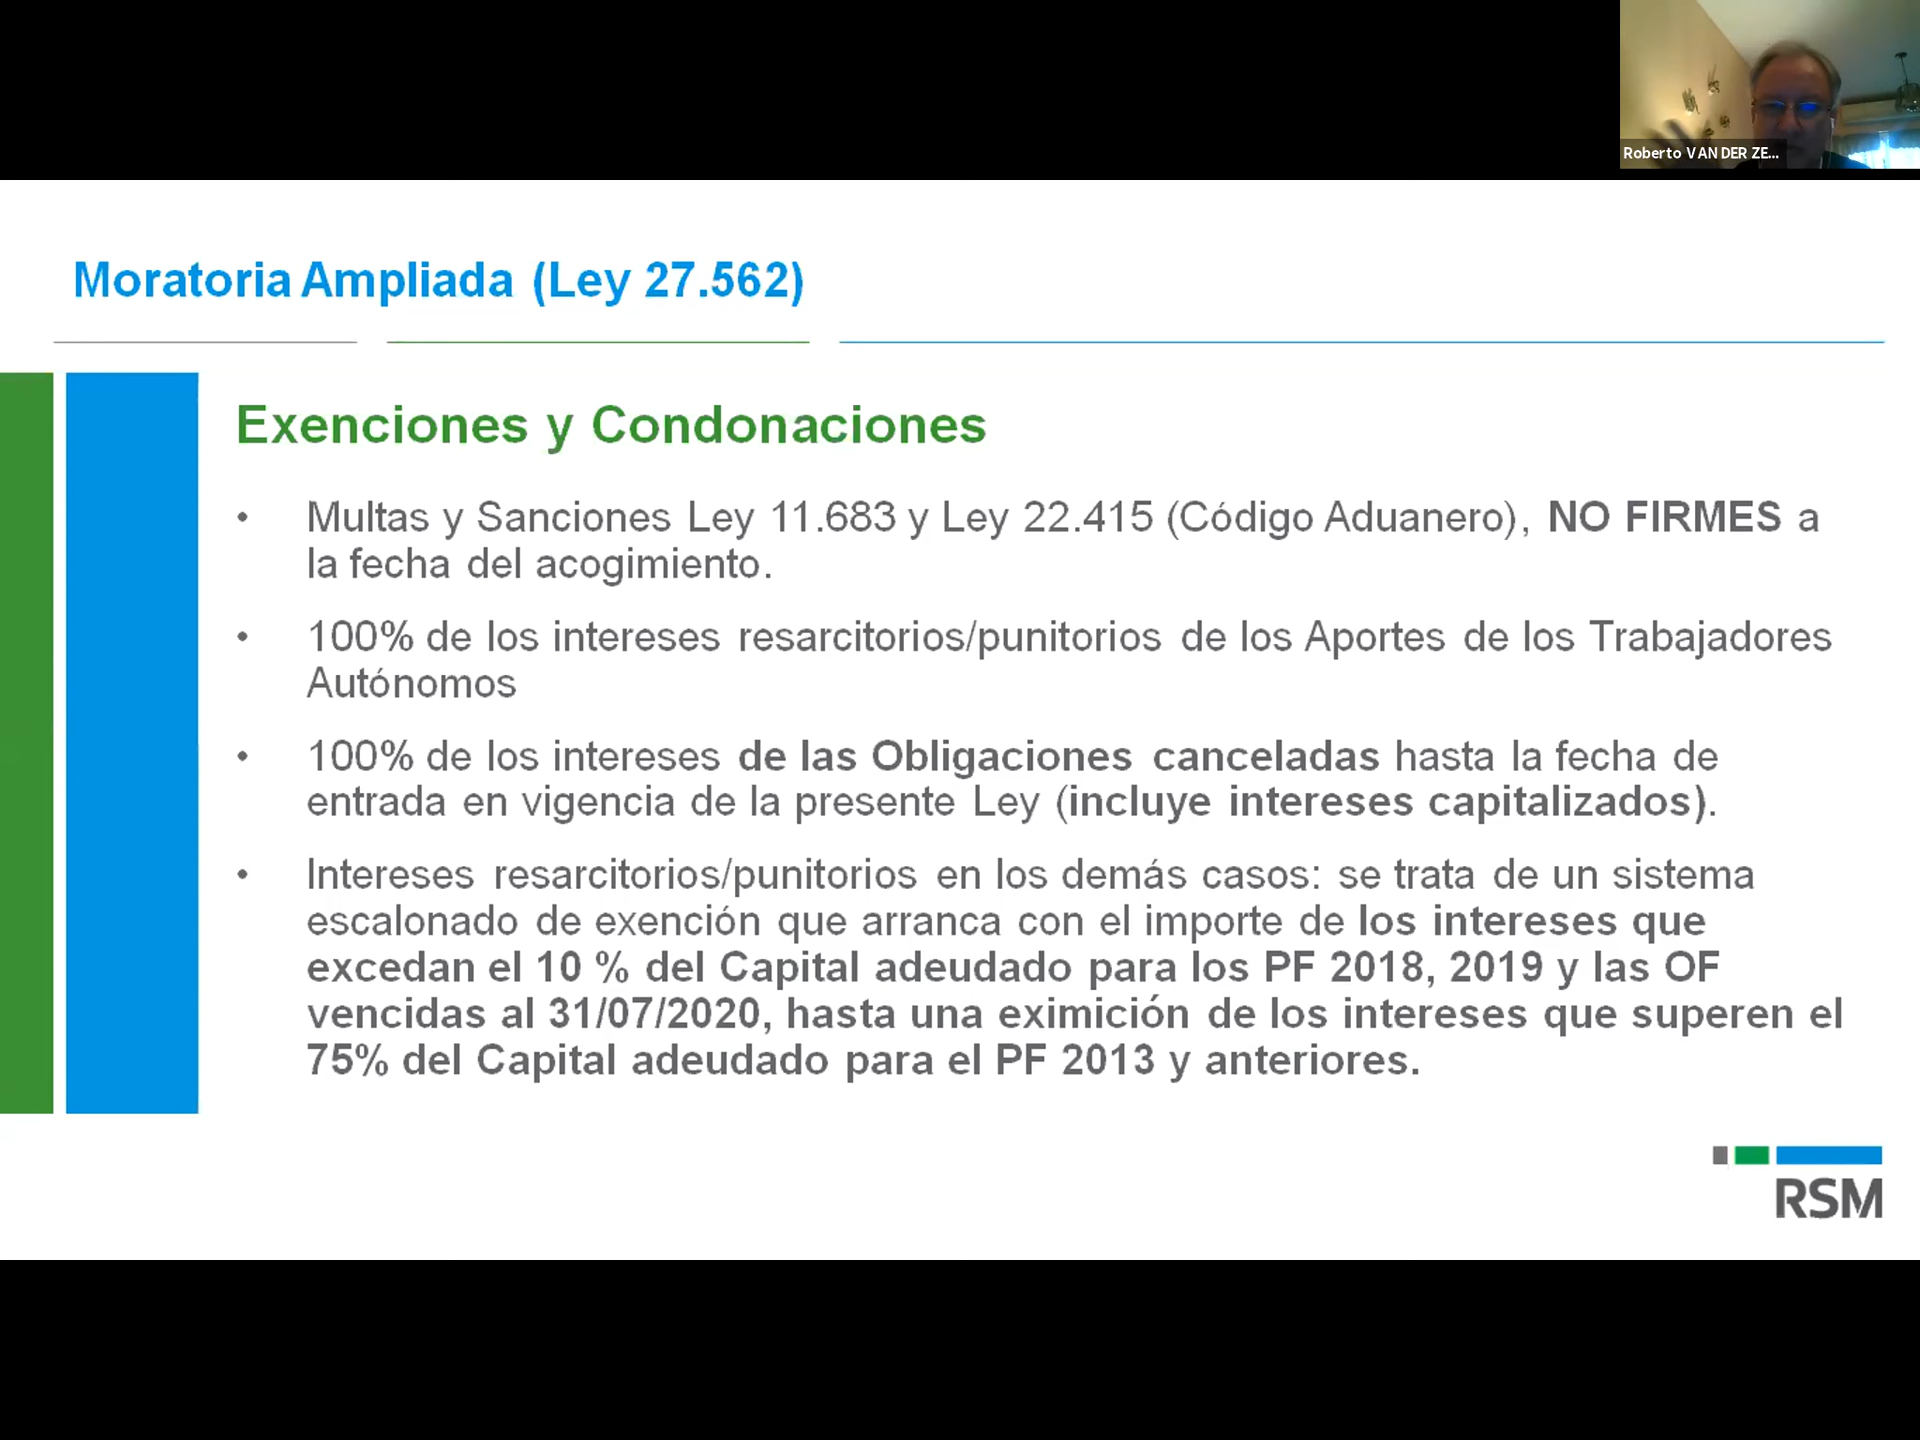 Roberto VAN DER ZE...
Moratoria Ampliada (Ley 27.562)
Exenciones y Condonaciones
• Multas y Sanciones Ley 11.683 y Ley 22.415 (Código Aduanero), NO FIRMES a
la fecha del acogimiento.
• 100% de los intereses resarcitorios/punitorios de los Aportes de los Trabajadores
Autónomos
• 100% de los intereses de las Obligaciones canceladas hasta la fecha de
entrada en vigencia de la presente Ley (incluye intereses capitalizados).
• Intereses resarcitorios/punitorios en los demás casos: se trata de un sistema
escalonado de exención que arranca con el importe de los intereses que
excedan el 10 % del Capital adeudado para los PF 2018, 2019 y las OF
vencidas al 31/07/2020, hasta una eximición de los intereses que superen el
75% del Capital adeudado para el PF 2013 y anteriores.
RSM